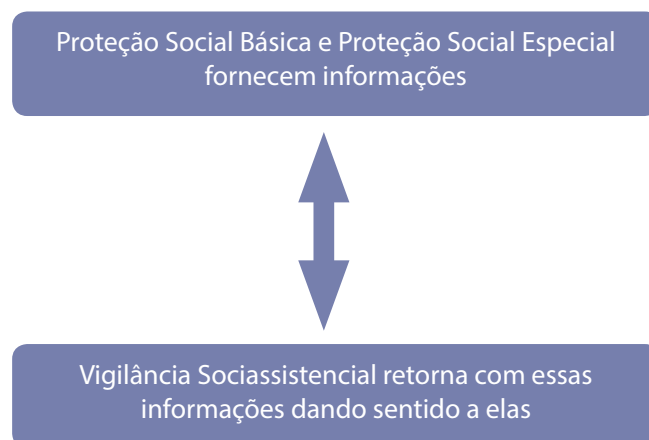 Proteção Social Básica e Proteção Social Especial
fornecem informações
Vigilância Sociassistencial retorna com essas
informações dando sentido a elas